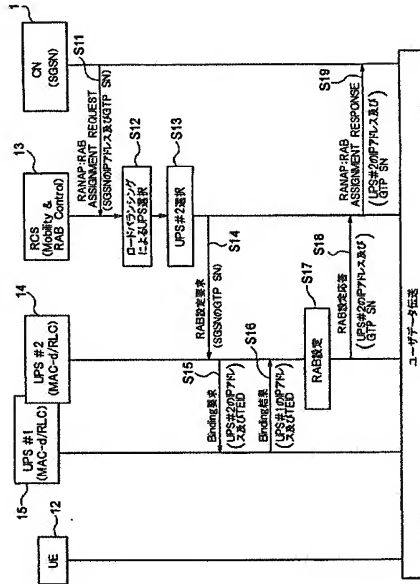 1
CN
(SGSN)
13
RCS
(Mobility &
RAB Control)
14
UPS #2
(MAC-d/RLC)
UPS #1
(MAC-d/RLC)
15
UE
12
S11
RANAP:RAB
ASSIGNMENT REQUEST
(SGSNのIPアドレス及びGTP SN)
S12
ロードバランシング
によるUPS選択
S13
UPS#2選択
S14
RAB設定要求
(SGSNのGTP SN)
S15
Binding要求
(UPS#2のIPアドレ
ス及びTEID)
S16
Binding結果
(UPS#1のIPアドレ
ス及びTEID)
S17
RAB設定
S18
RAB設定応答
(UPS#2のIPアドレス及び
GTP SN)
S19
RANAP:RAB
ASSIGNMENT RESPONSE
(UPS#2のIPアドレス及び
GTP SN)
ユーザデータ伝送